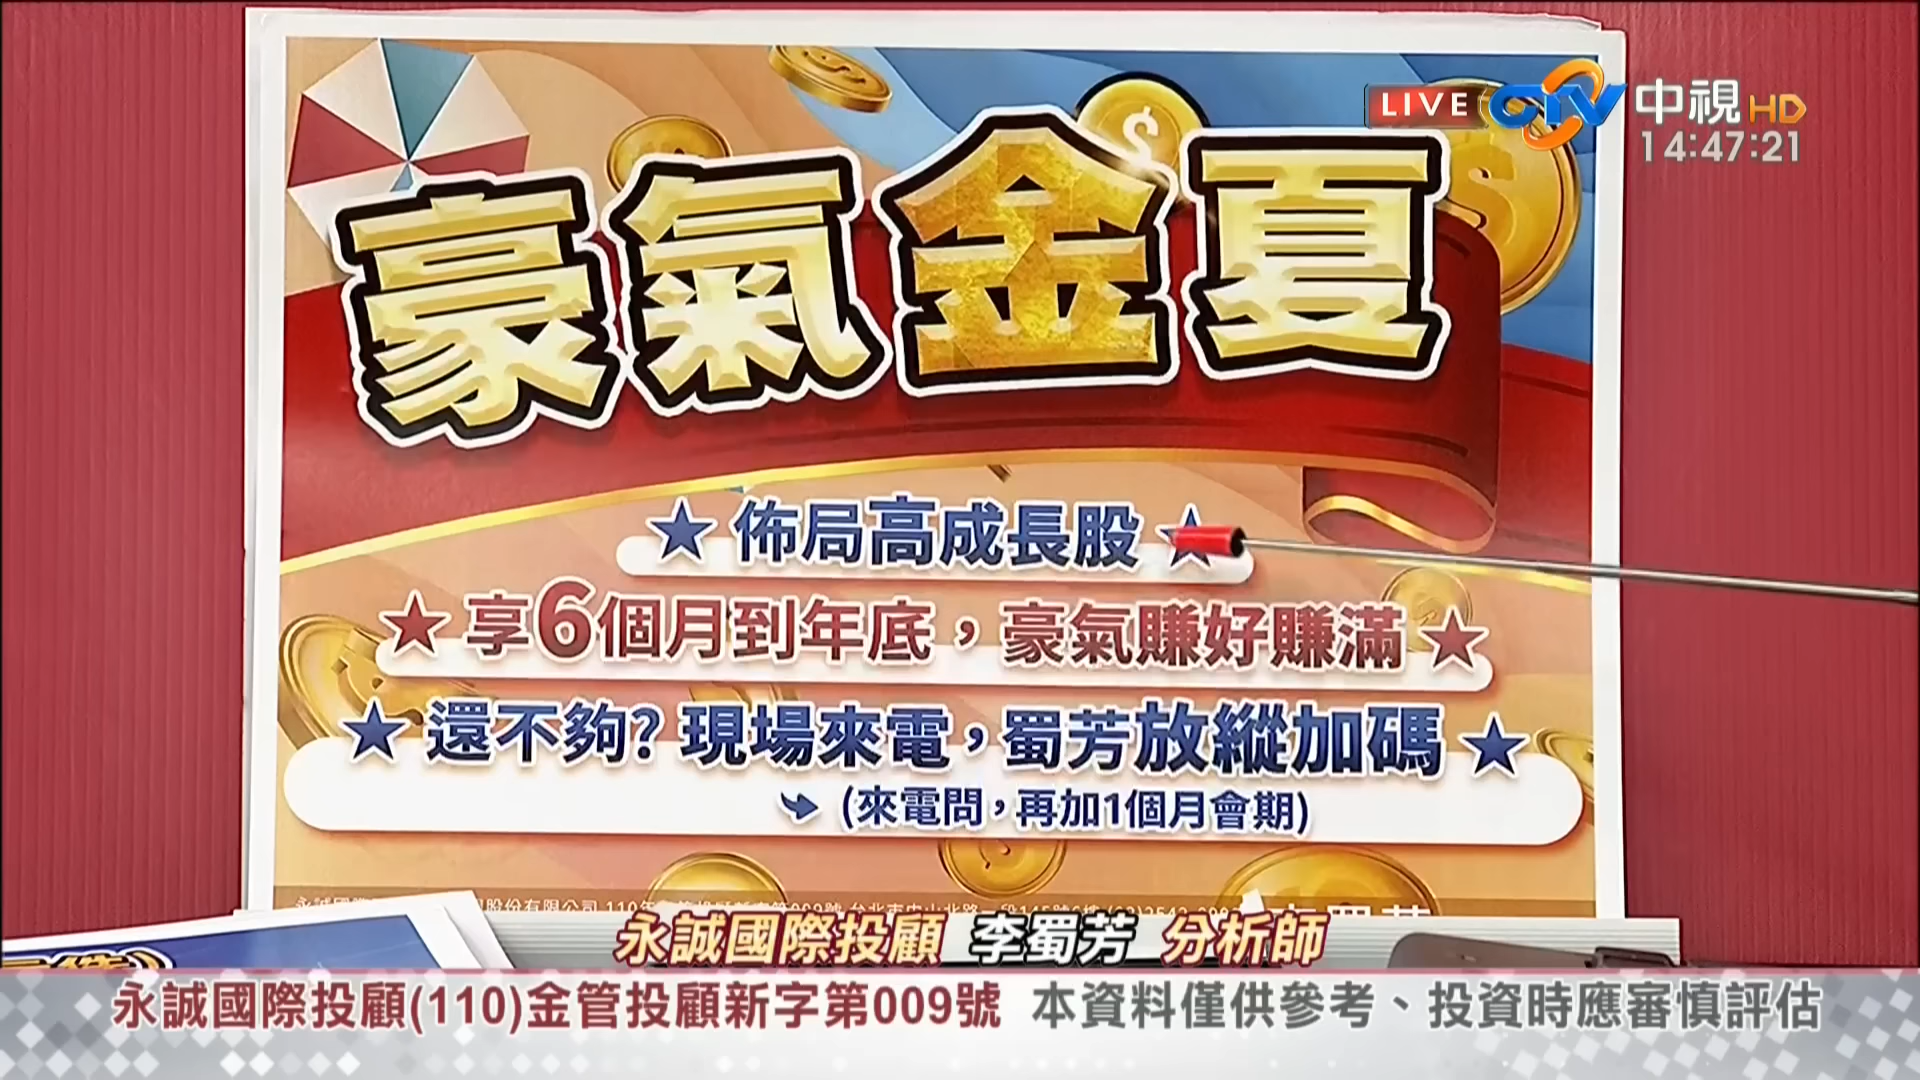 LIVE CTV 中視HD
14:47:21
豪氣金夏
★ 佈局高成長股 ★
★ 享6個月到年底，豪氣賺好賺滿 ★
★ 還不夠? 現場來電，蜀芳放縱加碼 ★
(來電問，再加1個月會期)
永誠國際投顧 李蜀芳 分析師
永誠國際投顧(110)金管投顧新字第009號 本資料僅供參考、投資時應審慎評估